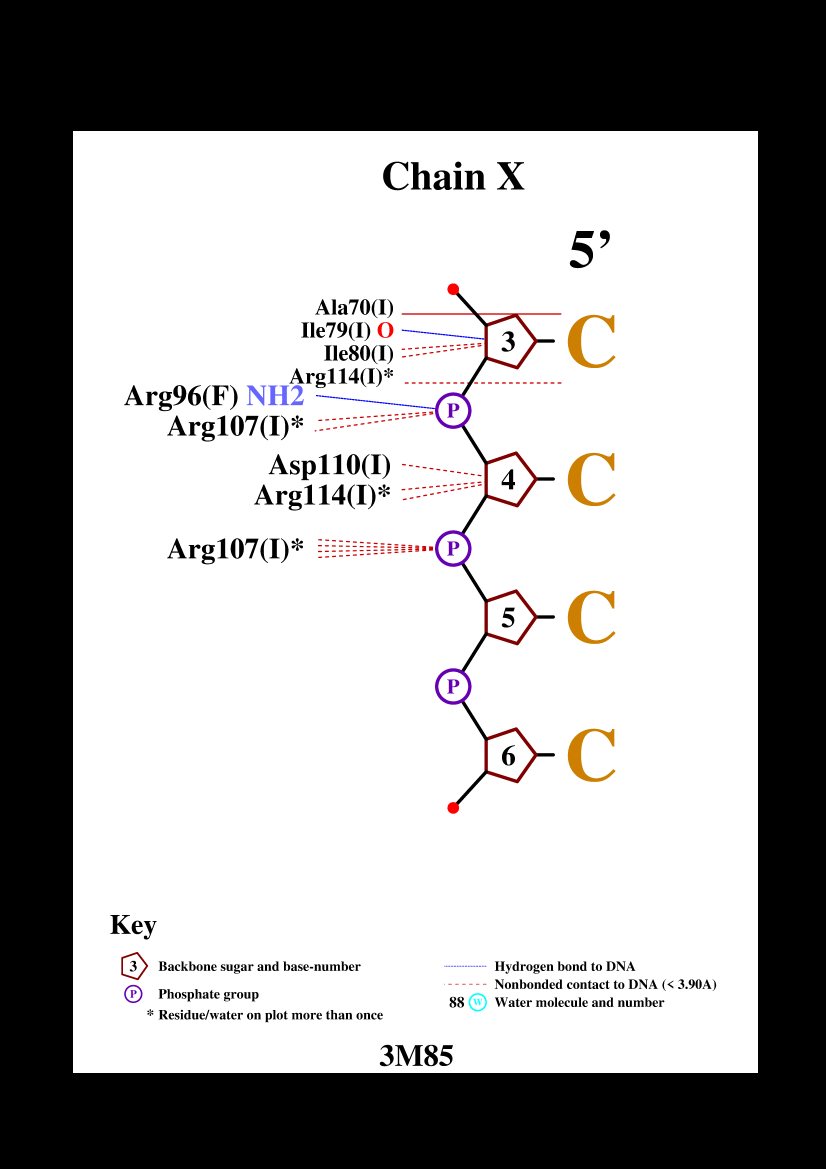 Chain X
5’
Ala70(I)
Ile79(I) O
3 C
Ile80(I)
Arg114(I)*
Arg96(F) NH2
P
Arg107(I)*
Asp110(I)
4 C
Arg114(I)*
Arg107(I)* P
5 C
P
6 C
Key
3 Backbone sugar and base-number
P Phosphate group
* Residue/water on plot more than once
Hydrogen bond to DNA
Nonbonded contact to DNA (< 3.90A)
88 W Water molecule and number
3M85